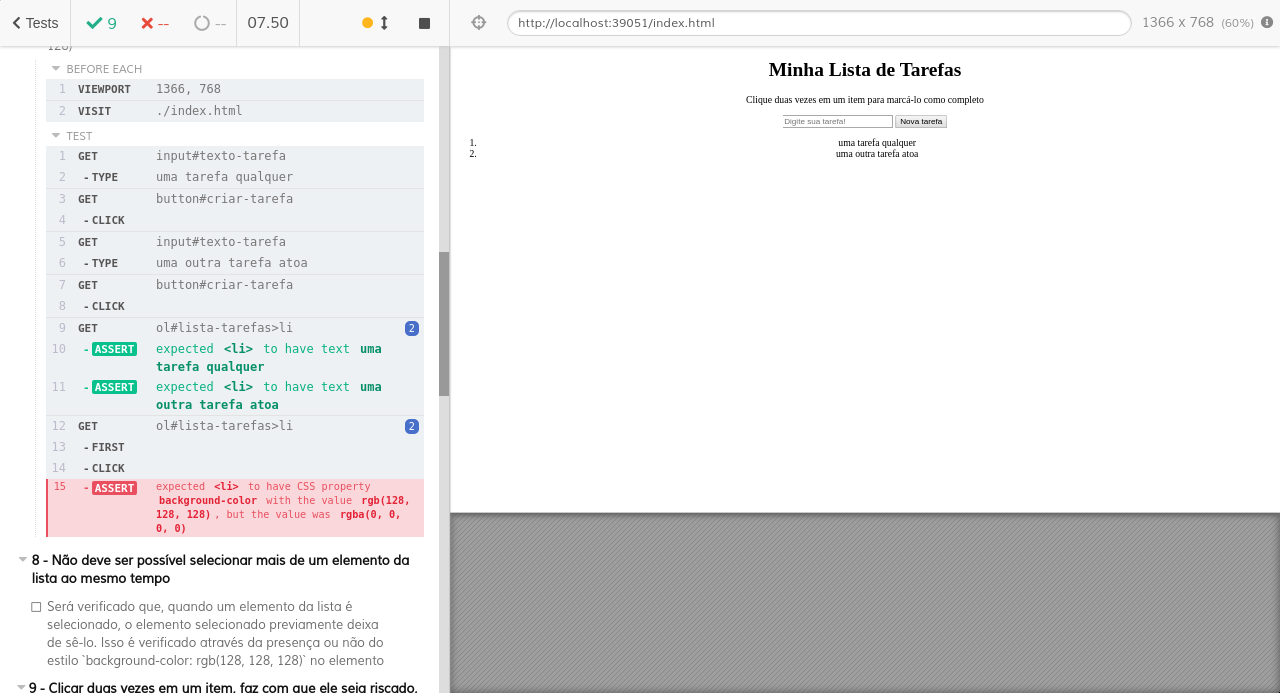 Tests
9
--
--
07.50
http://localhost:39051/index.html
1366 x 768 (60%)
128)
BEFORE EACH
1 VIEWPORT 1366, 768
2 VISIT ./index.html
TEST
1 GET input#texto-tarefa
2 - TYPE uma tarefa qualquer
3 GET button#criar-tarefa
4 - CLICK
5 GET input#texto-tarefa
6 - TYPE uma outra tarefa atoa
7 GET button#criar-tarefa
8 - CLICK
9 GET ol#lista-tarefas>li 2
10 - ASSERT expected <li> to have text uma
tarefa qualquer
11 - ASSERT expected <li> to have text uma
outra tarefa atoa
12 GET ol#lista-tarefas>li 2
13 - FIRST
14 - CLICK
15 - ASSERT expected <li> to have CSS property
background-color with the value rgb(128,
128, 128), but the value was rgba(0, 0,
0, 0)
8 - Não deve ser possível selecionar mais de um elemento da
lista ao mesmo tempo
Será verificado que, quando um elemento da lista é
selecionado, o elemento selecionado previamente deixa
de sê-lo. Isso é verificado através da presença ou não do
estilo `background-color: rgb(128, 128, 128)` no elemento
9 - Clicar duas vezes em um item, faz com que ele seja riscado,
Minha Lista de Tarefas
Clique duas vezes em um item para marcá-lo como completo
Digite sua tarefa! Nova tarefa
1. uma tarefa qualquer
2. uma outra tarefa atoa